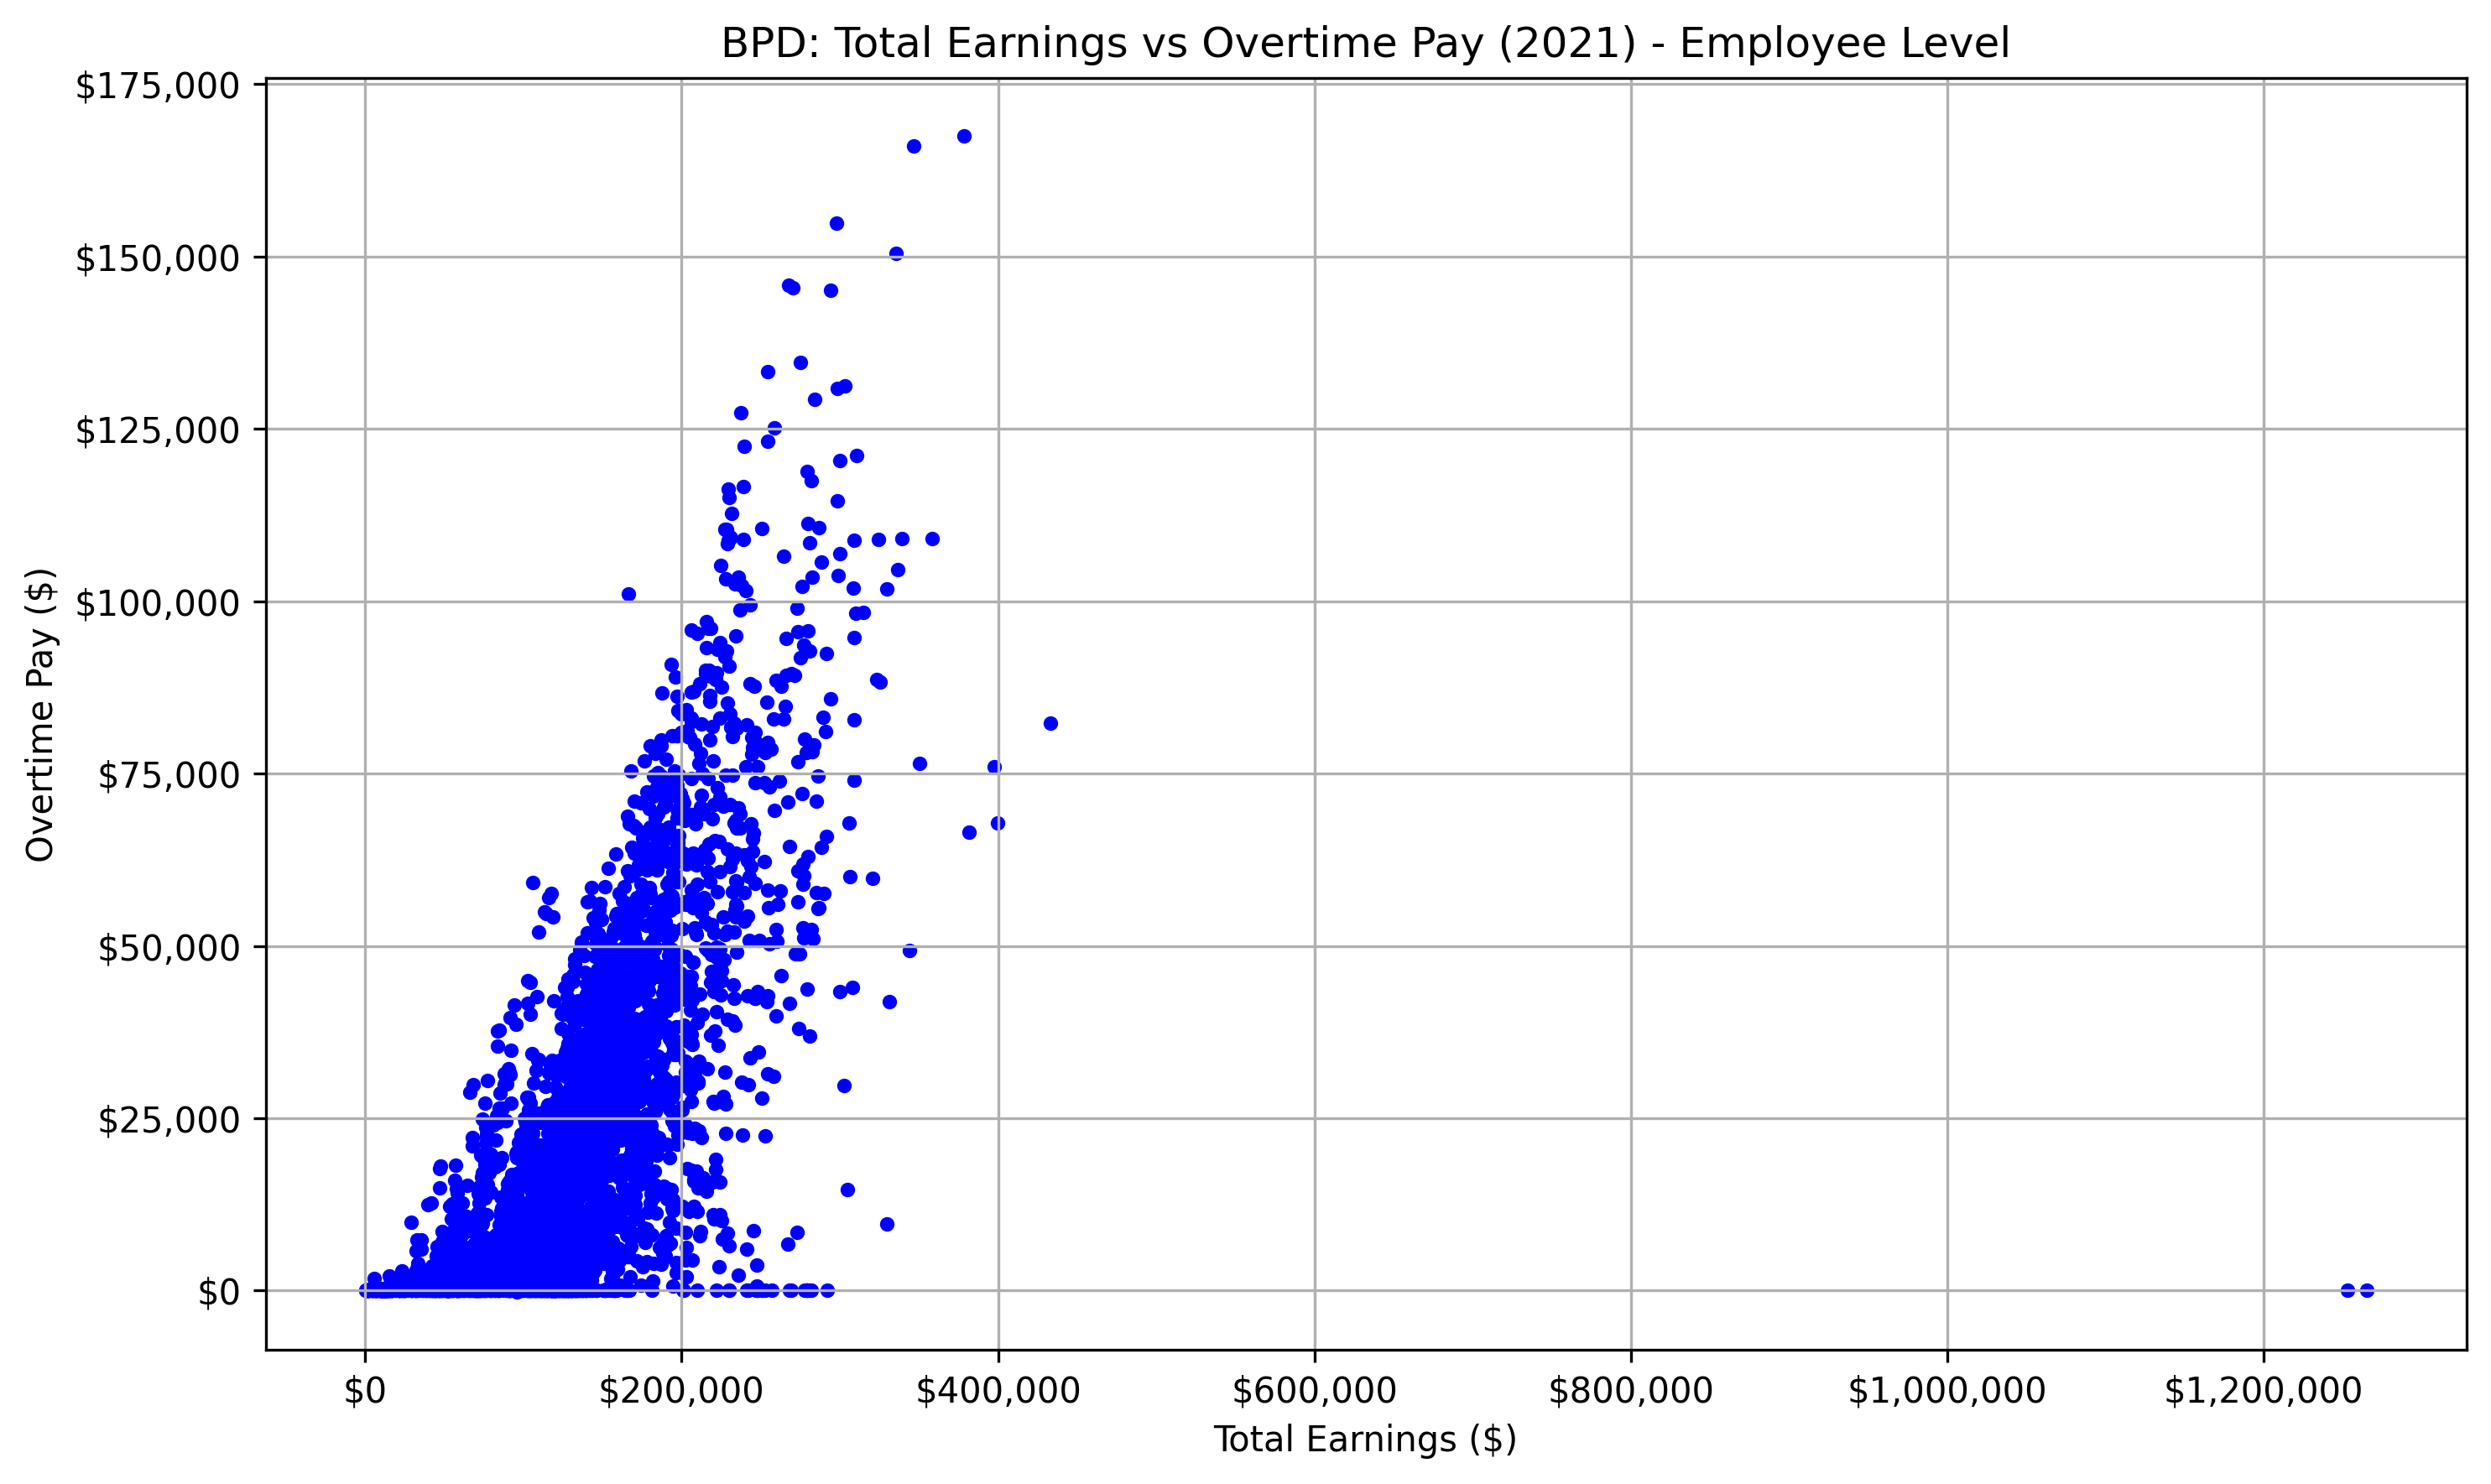 BPD: Total Earnings vs Overtime Pay (2021) - Employee Level
Overtime Pay ($)
$175,000
$150,000
$125,000
$100,000
$75,000
$50,000
$25,000
$0
$0 $200,000 $400,000 $600,000 $800,000 $1,000,000 $1,200,000
Total Earnings ($)